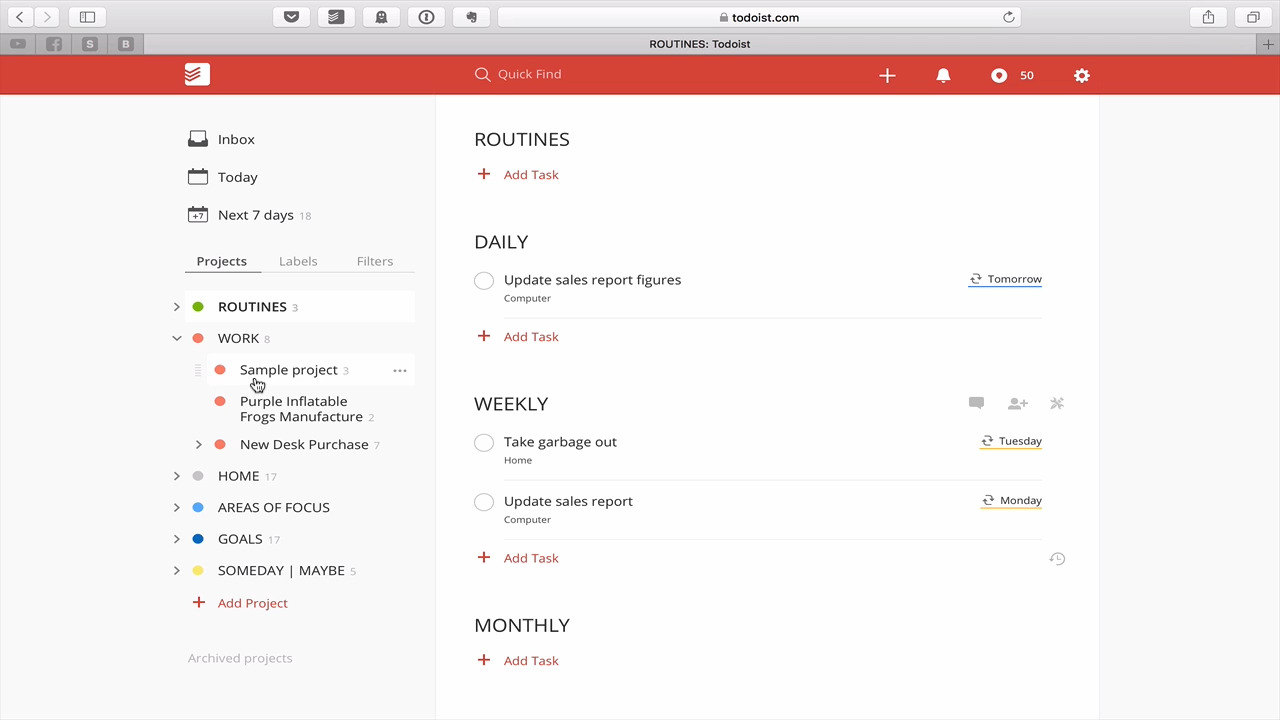 todoist.com
S
B
ROUTINES: Todoist
Quick Find
50
Inbox
Today
+7 Next 7 days 18
Projects Labels Filters
ROUTINES 3
WORK 8
Sample project 3
Purple Inflatable
Frogs Manufacture 2
New Desk Purchase 7
HOME 17
AREAS OF FOCUS
GOALS 17
SOMEDAY | MAYBE 5
Add Project
Archived projects
ROUTINES
Add Task
DAILY
Update sales report figures Tomorrow
Computer
Add Task
WEEKLY
Take garbage out Tuesday
Home
Update sales report Monday
Computer
Add Task
MONTHLY
Add Task